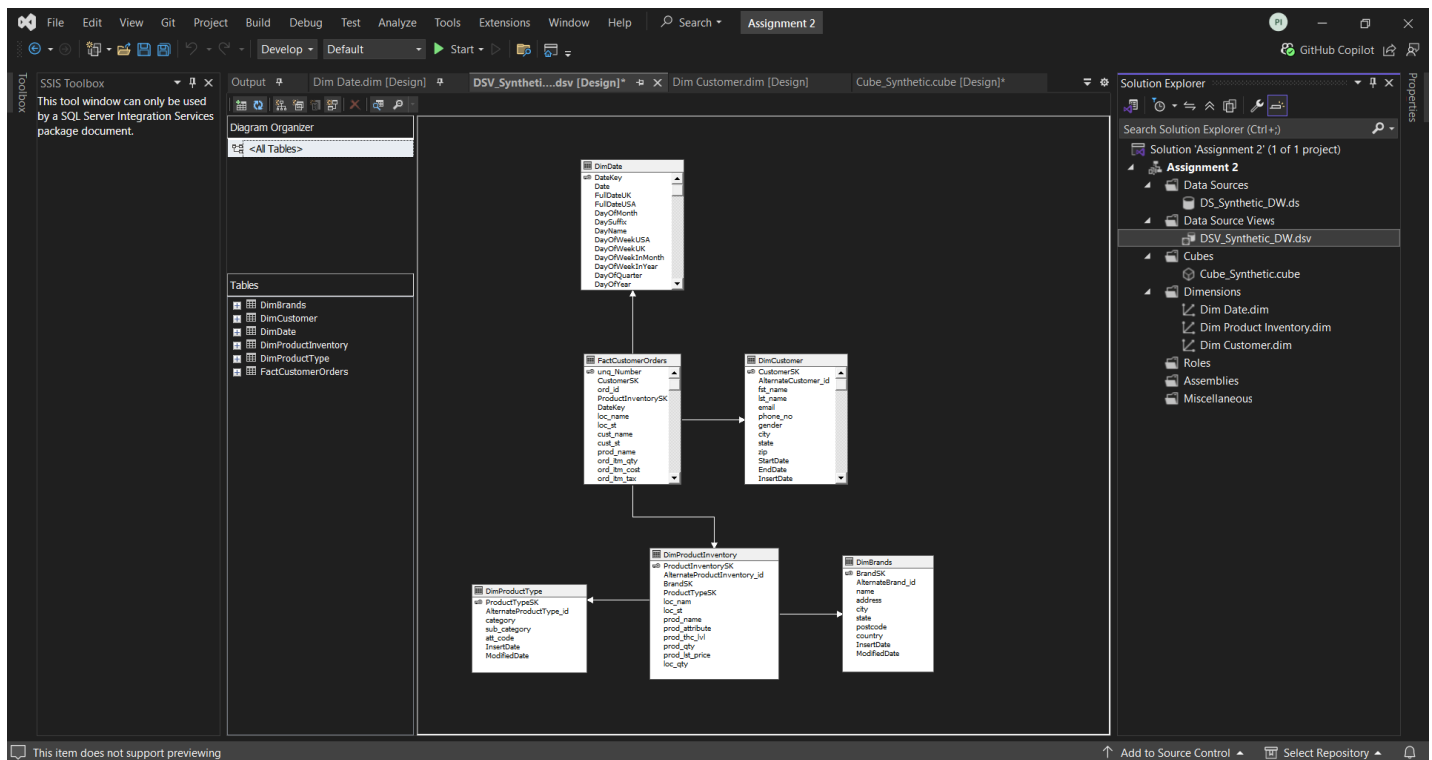 File Edit View Git Project Build Debug Test Analyze Tools Extensions Window Help Search Assignment 2 PI
Develop Default Start GitHub Copilot
Toolbox
SSIS Toolbox
This tool window can only be used
by a SQL Server Integration Services
package document.
Output Dim Date.dim [Design] DSV_Syntheti....dsv [Design]* Dim Customer.dim [Design] Cube_Synthetic.cube [Design]*
Diagram Organizer
<All Tables>
Tables
DimBrands
DimCustomer
DimDate
DimProductInventory
DimProductType
FactCustomerOrders
DimDate
DateKey
Date
FullDateUK
FullDateUSA
DayOfMonth
DaySuffix
DayName
DayOfWeekUSA
DayOfWeekUK
DayOfWeekInMonth
DayOfWeekInYear
DayOfQuarter
DayOfYear
FactCustomerOrders
unq_Number
CustomerSK
ord_id
ProductInventorySK
DateKey
loc_name
loc_st
cust_name
cust_st
prod_name
ord_itm_qty
ord_itm_cost
ord_itm_tax
DimCustomer
CustomerSK
AlternateCustomer_id
fst_name
lst_name
email
phone_no
gender
city
state
zip
StartDate
EndDate
InsertDate
DimProductType
ProductTypeSK
AlternateProductType_id
category
sub_category
att_code
InsertDate
ModifiedDate
DimProductInventory
ProductInventorySK
AlternateProductInventory_id
BrandSK
ProductTypeSK
loc_nam
loc_st
prod_name
prod_attribute
prod_thc_lvl
prod_qty
prod_lst_price
loc_qty
DimBrands
BrandSK
AlternateBrand_id
name
address
city
state
postcode
country
InsertDate
ModifiedDate
Solution Explorer
Search Solution Explorer (Ctrl+;)
Solution 'Assignment 2' (1 of 1 project)
Assignment 2
Data Sources
DS_Synthetic_DW.ds
Data Source Views
DSV_Synthetic_DW.dsv
Cubes
Cube_Synthetic.cube
Dimensions
Dim Date.dim
Dim Product Inventory.dim
Dim Customer.dim
Roles
Assemblies
Miscellaneous
Properties
This item does not support previewing Add to Source Control Select Repository